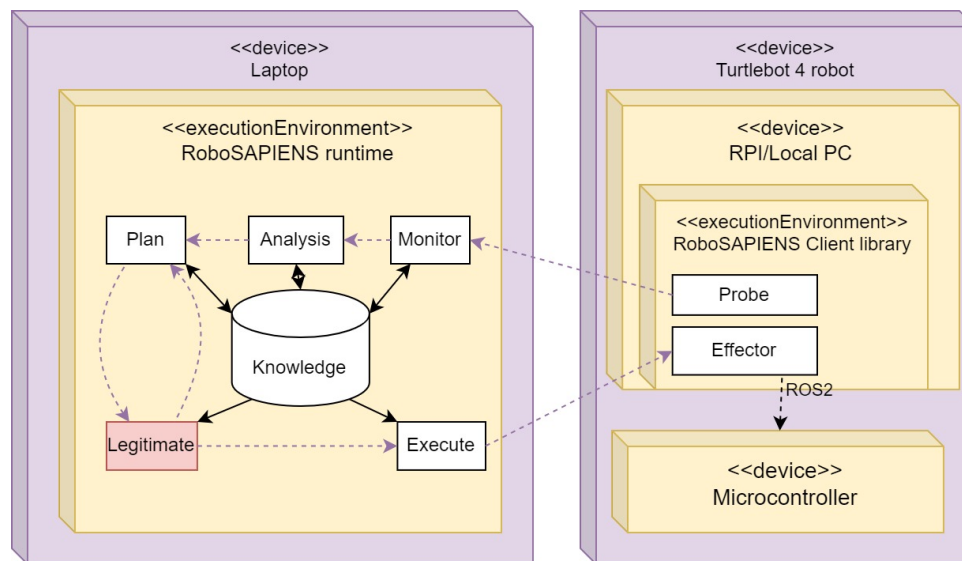 <<device>>
Laptop
<<executionEnvironment>>
RoboSAPIENS runtime
Plan
Analysis
Monitor
Knowledge
Legitimate
Execute
<<device>>
Turtlebot 4 robot
<<device>>
RPI/Local PC
<<executionEnvironment>>
RoboSAPIENS Client library
Probe
Effector
ROS2
<<device>>
Microcontroller